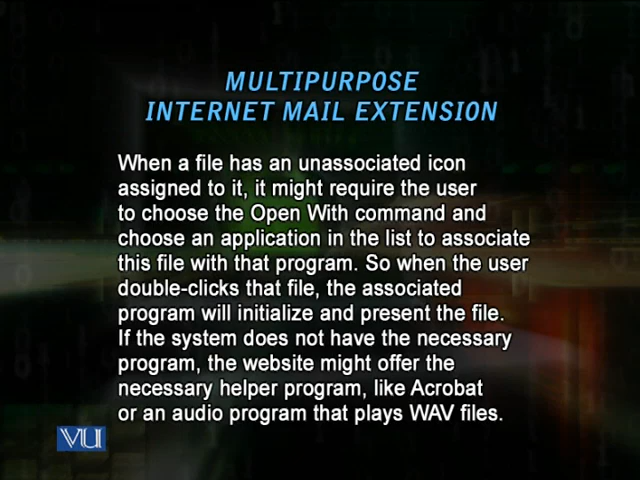 MULTIPURPOSE
INTERNET MAIL EXTENSION
When a file has an unassociated icon
assigned to it, it might require the user
to choose the Open With command and
choose an application in the list to associate
this file with that program. So when the user
double-clicks that file, the associated
program will initialize and present the file.
If the system does not have the necessary
program, the website might offer the
necessary helper program, like Acrobat
or an audio program that plays WAV files.
VU